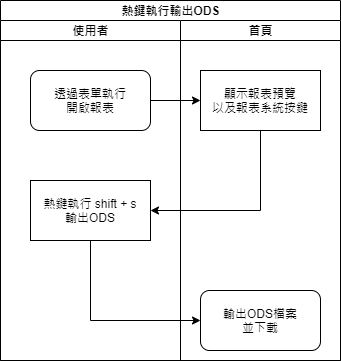 熱鍵執行輸出ODS
使用者
首頁
透過表單執行
開啟報表
顯示報表預覽
以及報表系統按鍵
熱鍵執行 shift + s
輸出ODS
輸出ODS檔案
並下載